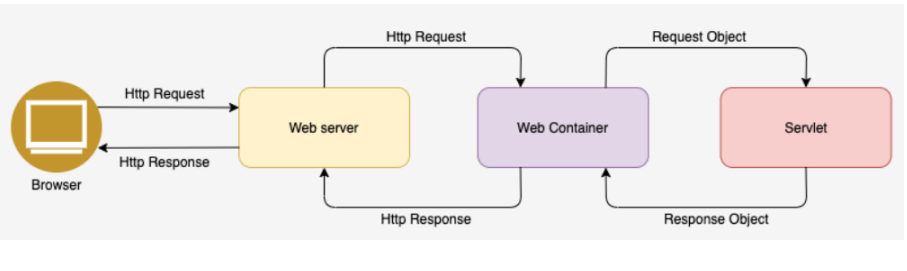 Http Request
Request Object
Http Request
Web server
Web Container
Servlet
Http Response
Browser
Http Response
Response Object